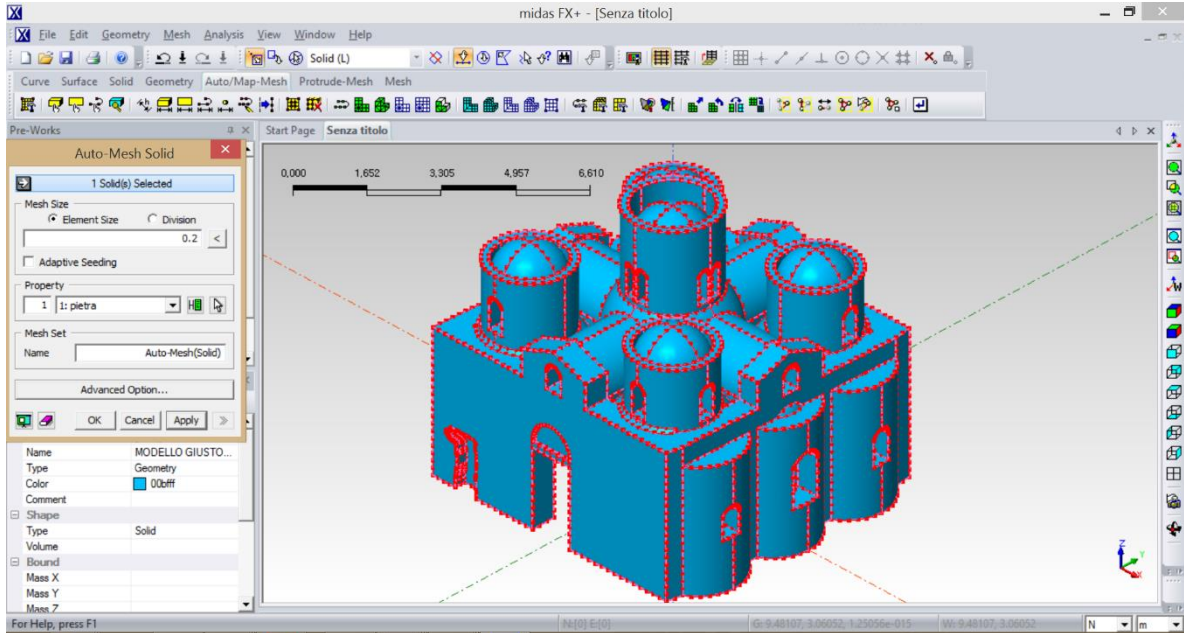 midas FX+ - [Senza titolo]
File Edit Geometry Mesh Analysis View Window Help
Solid (L)
Curve Surface Solid Geometry Auto/Map-Mesh Protrude-Mesh Mesh
Pre-Works
Start Page Senza titolo
Auto-Mesh Solid
1 Solid(s) Selected
Mesh Size
Element Size Division
0.2 <
Adaptive Seeding
Property
1 1: pietra
Mesh Set
Name Auto-Mesh(Solid)
Advanced Option...
OK Cancel Apply >
0,000 1,652 3,305 4,957 6,610
Name MODELLO GIUSTO...
Type Geometry
Color 00bfff
Comment
Shape
Type Solid
Volume
Bound
Mass X
Mass Y
Mass Z
Z
Y
X
For Help, press F1
N:[0] E:[0]
G: 9.48107, 3.06052, 1.25056e-015
W: 9.48107, 3.06052
N m